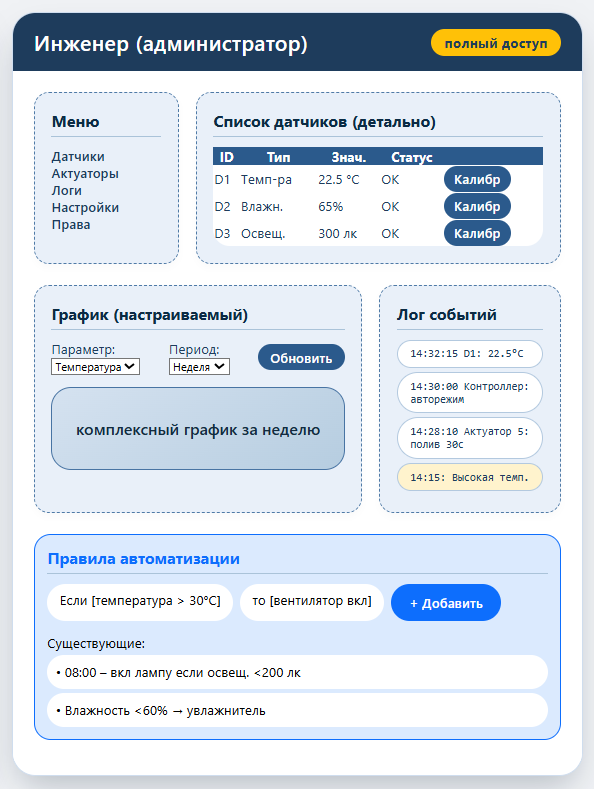 Инженер (администратор)
полный доступ
Меню
Датчики
Актуаторы
Логи
Настройки
Права
Список датчиков (детально)
ID Тип Знач. Статус
D1 Темп-ра 22.5 °C OK Калибр
D2 Влажн. 65% OK Калибр
D3 Освещ. 300 лк OK Калибр
График (настраиваемый)
Параметр: Период:
Температура Неделя Обновить
комплексный график за неделю
Лог событий
14:32:15 D1: 22.5°C
14:30:00 Контроллер:
авторежим
14:28:10 Актуатор 5:
полив 30с
14:15: Высокая темп.
Правила автоматизации
Если [температура > 30°C] то [вентилятор вкл] + Добавить
Существующие:
• 08:00 – вкл лампу если освещ. <200 лк
• Влажность <60% → увлажнитель